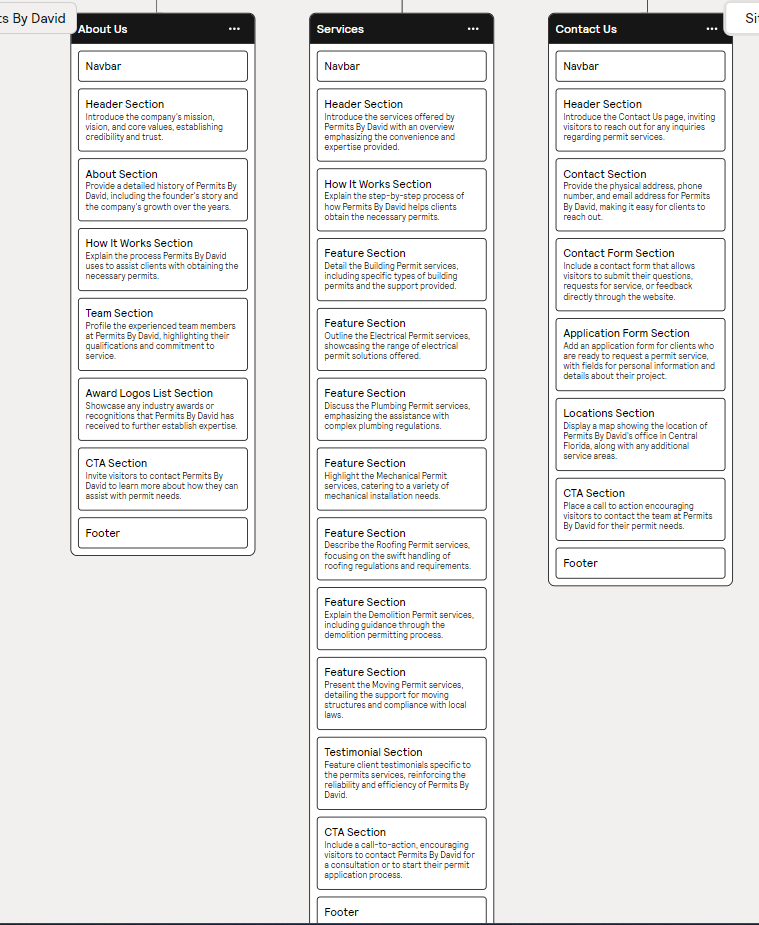 ts By David
About Us
Navbar
Header Section
Introduce the company's mission,
vision, and core values, establishing
credibility and trust.
About Section
Provide a detailed history of Permits By
David, including the founder's story and
the company's growth over the years.
How It Works Section
Explain the process Permits By David
uses to assist clients with obtaining the
necessary permits.
Team Section
Profile the experienced team members
at Permits By David, highlighting their
qualifications and commitment to
service.
Award Logos List Section
Showcase any industry awards or
recognitions that Permits By David has
received to further establish expertise.
CTA Section
Invite visitors to contact Permits By
David to learn more about how they can
assist with permit needs.
Footer
Services
Navbar
Header Section
Introduce the services offered by
Permits By David with an overview
emphasizing the convenience and
expertise provided.
How It Works Section
Explain the step-by-step process of
how Permits By David helps clients
obtain the necessary permits.
Feature Section
Detail the Building Permit services,
including specific types of building
permits and the support provided.
Feature Section
Outline the Electrical Permit services,
showcasing the range of electrical
permit solutions offered.
Feature Section
Discuss the Plumbing Permit services,
emphasizing the assistance with
complex plumbing regulations.
Feature Section
Highlight the Mechanical Permit
services, catering to a variety of
mechanical installation needs.
Feature Section
Describe the Roofing Permit services,
focusing on the swift handling of
roofing regulations and requirements.
Feature Section
Explain the Demolition Permit services,
including guidance through the
demolition permitting process.
Feature Section
Present the Moving Permit services,
detailing the support for moving
structures and compliance with local
laws.
Testimonial Section
Feature client testimonials specific to
the permits services, reinforcing the
reliability and efficiency of Permits By
David.
CTA Section
Include a call-to-action, encouraging
visitors to contact Permits By David for
a consultation or to start their permit
application process.
Footer
Contact Us
Navbar
Header Section
Introduce the Contact Us page, inviting
visitors to reach out for any inquiries
regarding permit services.
Contact Section
Provide the physical address, phone
number, and email address for Permits
By David, making it easy for clients to
reach out.
Contact Form Section
Include a contact form that allows
visitors to submit their questions,
requests for service, or feedback
directly through the website.
Application Form Section
Add an application form for clients who
are ready to request a permit service,
with fields for personal information and
details about their project.
Locations Section
Display a map showing the location of
Permits By David's office in Central
Florida, along with any additional
service areas.
CTA Section
Place a call to action encouraging
visitors to contact the team at Permits
By David for their permit needs.
Footer
Si